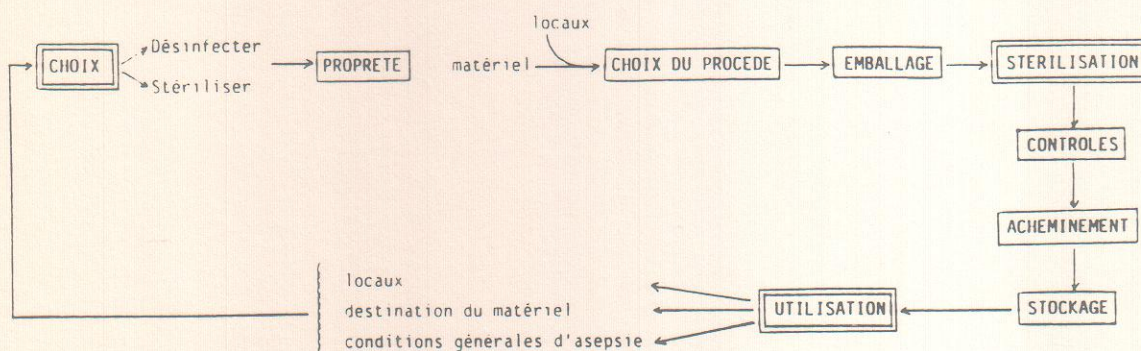 locaux
Désinfecter
CHOIX
PROPRETE
matériel
CHOIX DU PROCEDE
EMBALLAGE
STERILISATION
Stériliser
CONTROLES
ACHEMINEMENT
locaux
destination du matériel
conditions générales d'asepsie
UTILISATION
STOCKAGE